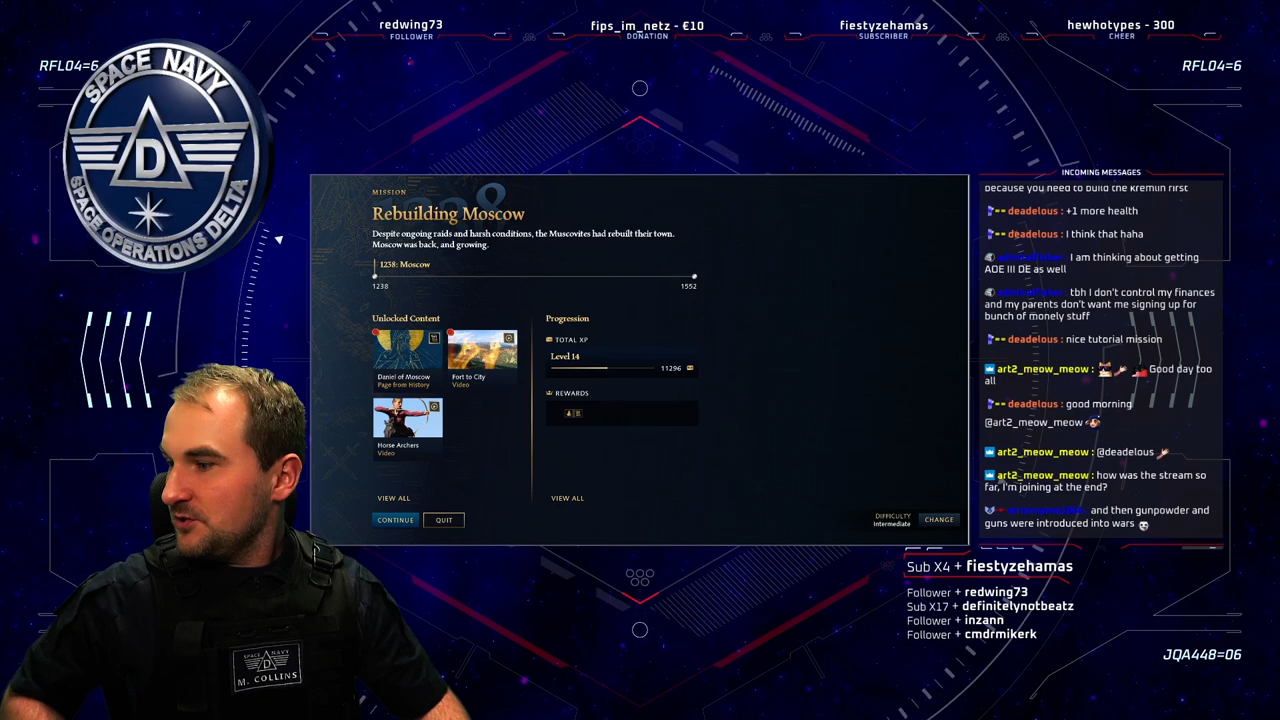 redwing73
FOLLOWER
fips_im_netz - €10
DONATION
fiestyzehamas
SUBSCRIBER
hewhotypes - 300
CHEER
RFL04=6
RFL04=6
SPACE NAVY
D
SPACE OPERATIONS DELTA
MISSION
Rebuilding Moscow
Despite ongoing raids and harsh conditions, the Muscovites had rebuilt their town.
Moscow was back, and growing.
1238: Moscow
1238
1552
Unlocked Content
Daniel of Moscow
Page from History
Fort to City
Video
Horse Archers
Video
VIEW ALL
CONTINUE
QUIT
Progression
TOTAL XP
Level 14
11296
REWARDS
VIEW ALL
DIFFICULTY
Intermediate
CHANGE
INCOMING MESSAGES
because you need to build the Kremlin first
deadelous : +1 more health
deadelous : I think that haha
: I am thinking about getting
AOE III DE as well
: tbh I don't control my finances
and my parents don't want me signing up for
bunch of monely stuff
deadelous : nice tutorial mission
art2_meow_meow : Good day too
all
deadelous : good morning
@art2_meow_meow
art2_meow_meow : @deadelous
art2_meow_meow : how was the stream so
far, I'm joining at the end?
: and then gunpowder and
guns were introduced into wars
Sub X4 + fiestyzehamas
Follower + redwing73
Sub X17 + definitelynotbeatz
Follower + inzann
Follower + cmdrmikerk
JQA448=06
SPACE NAVY
D
M. COLLINS